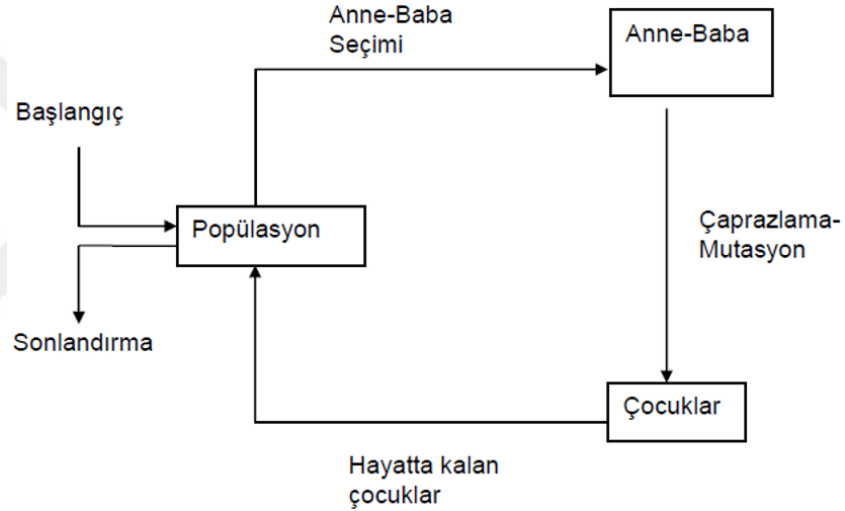 Anne-Baba
Seçimi
Anne-Baba
Başlangıç
Popülasyon
Çaprazlama-
Mutasyon
Sonlandırma
Çocuklar
Hayatta kalan
çocuklar